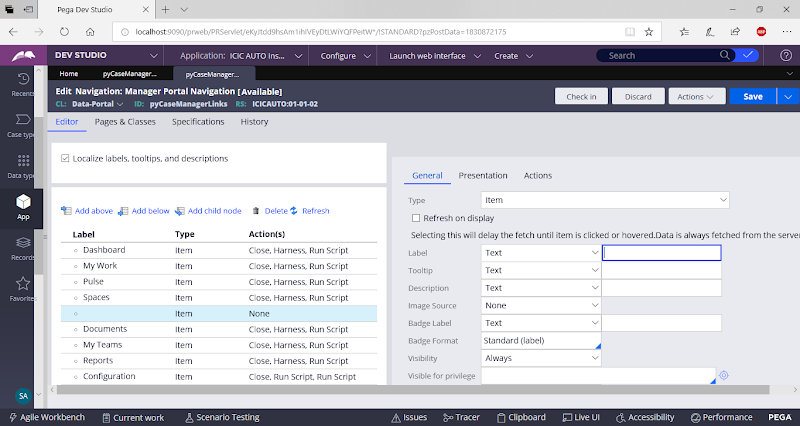 Pega Dev Studio
localhost:9090/prweb/PRServlet/eKyItdd9hsAm1ihIVEyDtLWiYQFPeitW*/!STANDARD?pzPostData=1830872175
DEV STUDIO
Application: ICIC AUTO Ins...
Configure
Launch web interface
Create
Search
Home
pyCaseManager...
pyCaseManager...
Edit Navigation: Manager Portal Navigation [Available]
CL: Data-Portal ID: pyCaseManagerLinks RS: ICICAUTO:01-01-02
Check in
Discard
Actions
Save
Recents
Case type
Data type
App
Records
Favorite
SA
Editor
Pages & Classes
Specifications
History
Localize labels, tooltips, and descriptions
Add above
Add below
Add child node
Delete
Refresh
Label Type Action(s)
Dashboard Item Close, Harness, Run Script
My Work Item Close, Harness, Run Script
Pulse Item Close, Harness, Run Script
Spaces Item Close, Harness, Run Script
Item None
Documents Item Close, Harness, Run Script
My Teams Item Close, Harness, Run Script
Reports Item Close, Harness, Run Script
Configuration Item Close, Run Script, Run Script
General
Presentation
Actions
Type Item
Refresh on display
Selecting this will delay the fetch until item is clicked or hovered.Data is always fetched from the server
Label Text
Tooltip Text
Description Text
Image Source None
Badge Label Text
Badge Format Standard (label)
Visibility Always
Visible for privilege
Agile Workbench
Current work
Scenario Testing
Issues
Tracer
Clipboard
Live UI
Accessibility
Performance
PEGA